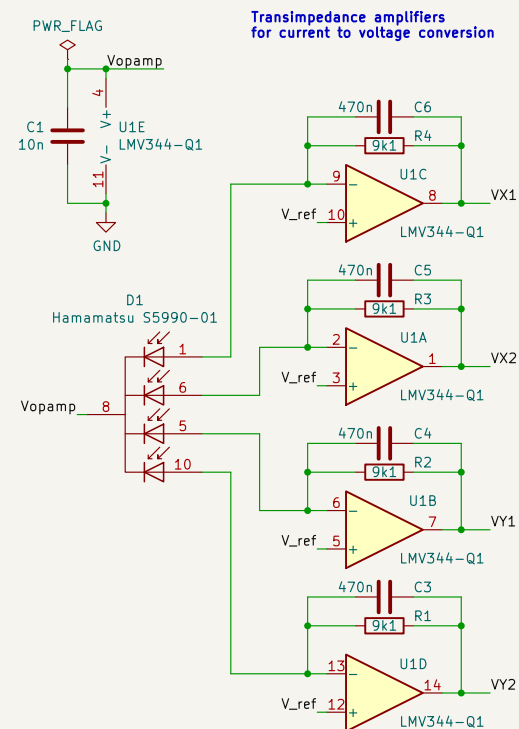 Transimpedance amplifiers
for current to voltage conversion
PWR_FLAG
Vopamp
4
V+
C1
10n
U1E
LMV344-Q1
V-
11
GND
470n
C6
9k1
R4
U1C
9
8
VX1
V_ref
10
LMV344-Q1
470n
C5
9k1
R3
U1A
2
1
VX2
V_ref
3
LMV344-Q1
D1
Hamamatsu S5990-01
1
6
Vopamp
8
5
10
470n
C4
9k1
R2
U1B
6
7
VY1
V_ref
5
LMV344-Q1
470n
C3
9k1
R1
U1D
13
14
VY2
V_ref
12
LMV344-Q1